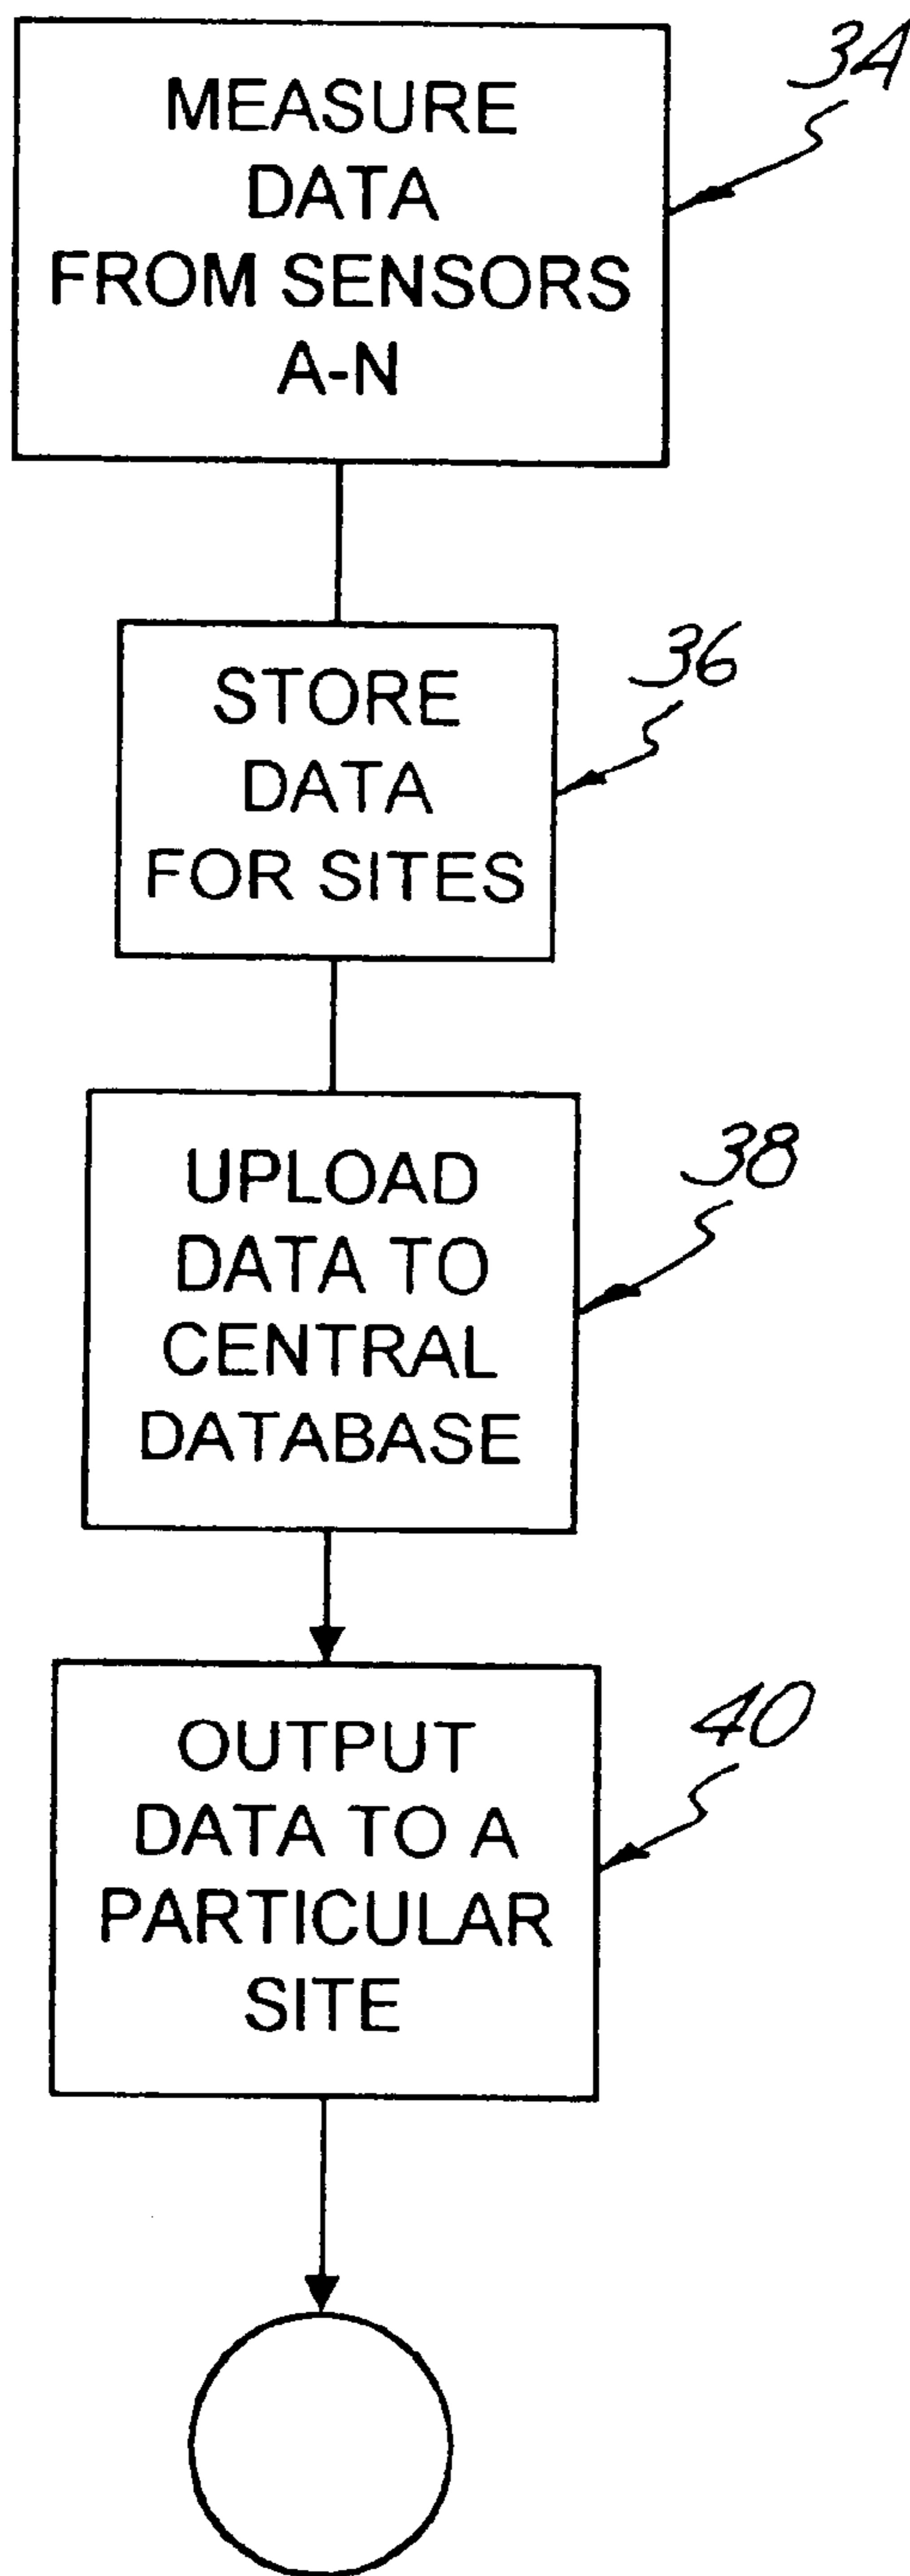 MEASURE
DATA
FROM SENSORS
A-N
34
STORE
DATA
FOR SITES
36
UPLOAD
DATA TO
CENTRAL
DATABASE
38
OUTPUT
DATA TO A
PARTICULAR
SITE
40